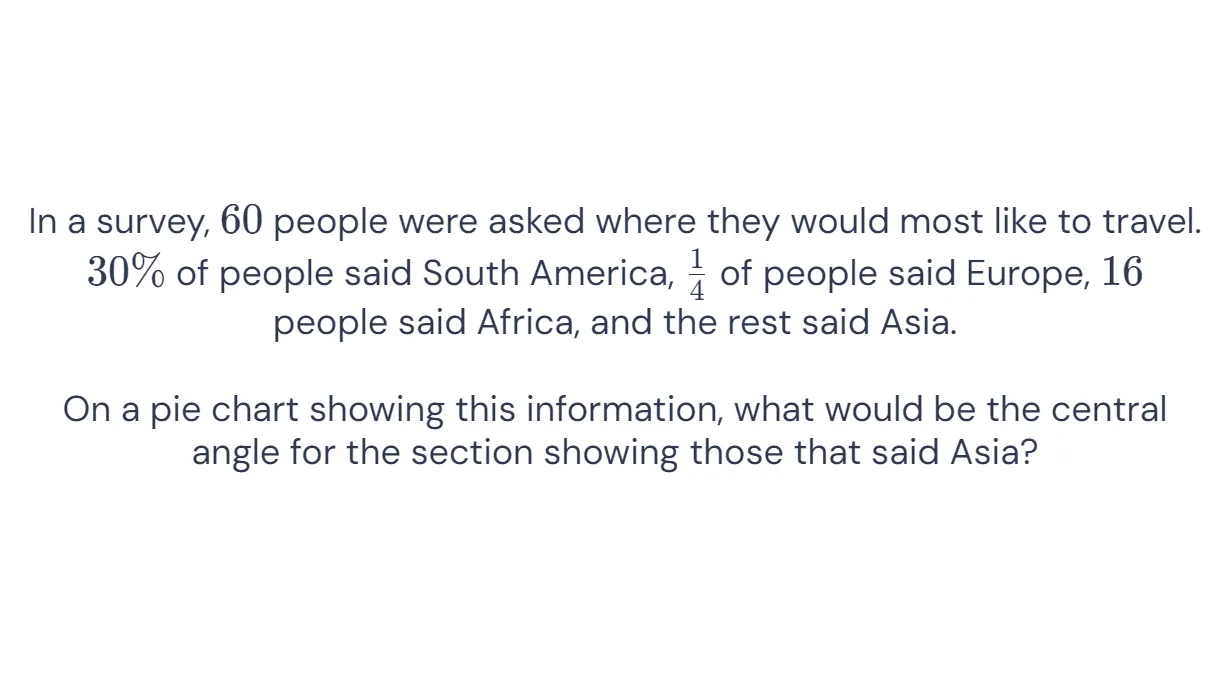 In a survey, 60 people were asked where they would most like to travel.
30% of people said South America, 1/4 of people said Europe, 16
people said Africa, and the rest said Asia.
On a pie chart showing this information, what would be the central
angle for the section showing those that said Asia?